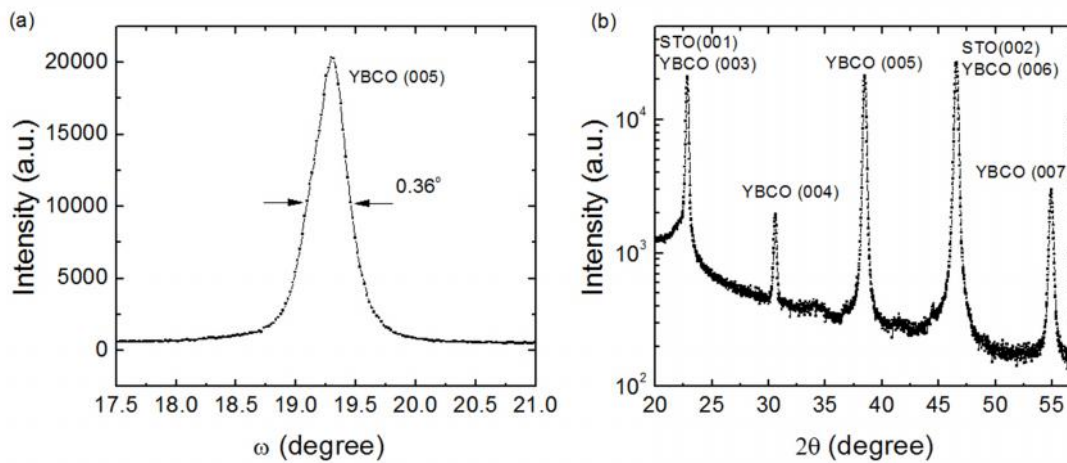 (a)
20000
15000
10000
5000
0
Intensity (a.u.)
YBCO (005)
0.36°
17.5 18.0 18.5 19.0 19.5 20.0 20.5 21.0
ω (degree)
(b)
10⁴
10³
10²
Intensity (a.u.)
STO(001)
YBCO (003)
YBCO (004)
YBCO (005)
STO(002)
YBCO (006)
YBCO (007
20 25 30 35 40 45 50 55
2θ (degree)